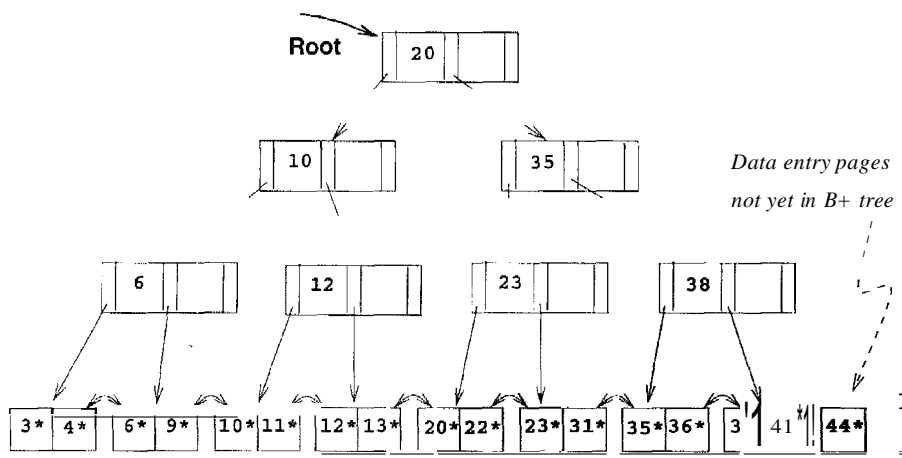 Root
20
10 35
Data entry pages
not yet in B+ tree
6 12 23 38
3* 4* 6* 9* 10* 11* 12* 13* 20* 22* 23* 31* 35* 36* 3 41* 44*